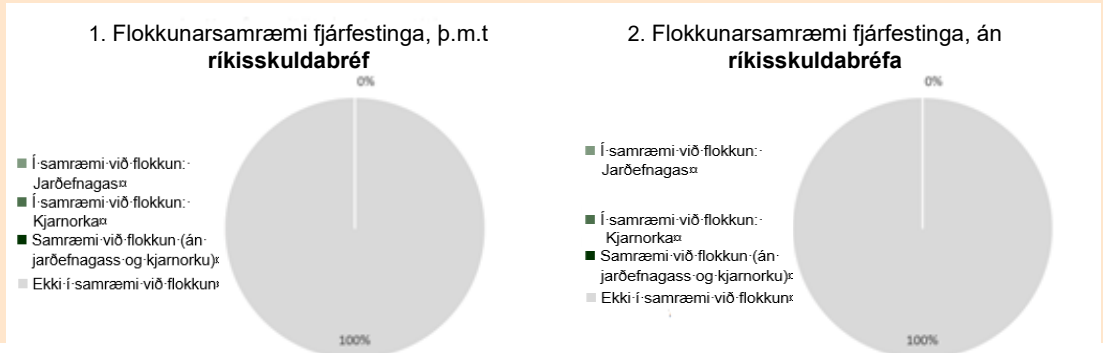 1. Flokkunarsamræmi fjárfestinga, þ.m.t
ríkisskuldabréf
0%
Í·samræmi·við·flokkun:·
Jarðefnagas¤
Í·samræmi·við·flokkun:·
Kjarnorka¤
Samræmi·við·flokkun·(án·
jarðefnagass·og·kjarnorku)¤
Ekki·í·samræmi·við·flokkun¤
100%
2. Flokkunarsamræmi fjárfestinga, án
ríkisskuldabréfa
0%
Í·samræmi·við·flokkun:·
Jarðefnagas¤
Í·samræmi·við·flokkun:·
Kjarnorka¤
Samræmi·við·flokkun·(án·
jarðefnagass·og·kjarnorku)¤
Ekki·í·samræmi·við·flokkun¤
100%